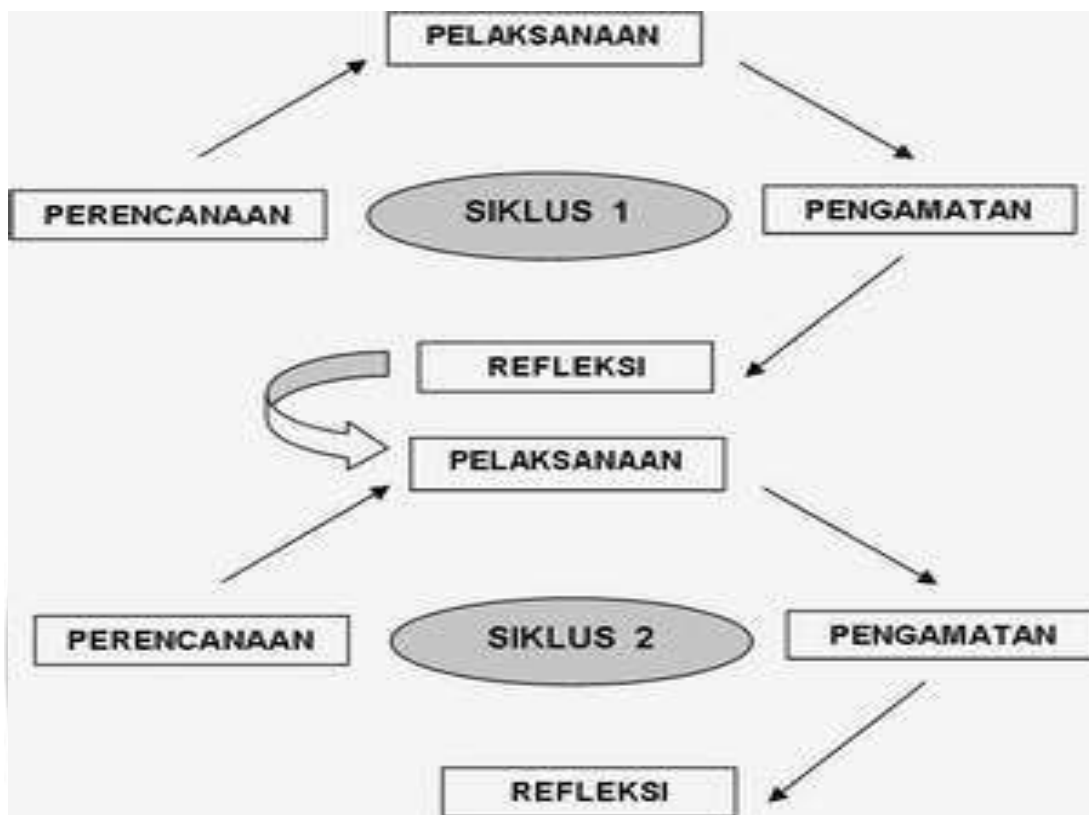 PELAKSANAAN
PERENCANAAN
SIKLUS 1
PENGAMATAN
REFLEKSI
PELAKSANAAN
PERENCANAAN
SIKLUS 2
PENGAMATAN
REFLEKSI